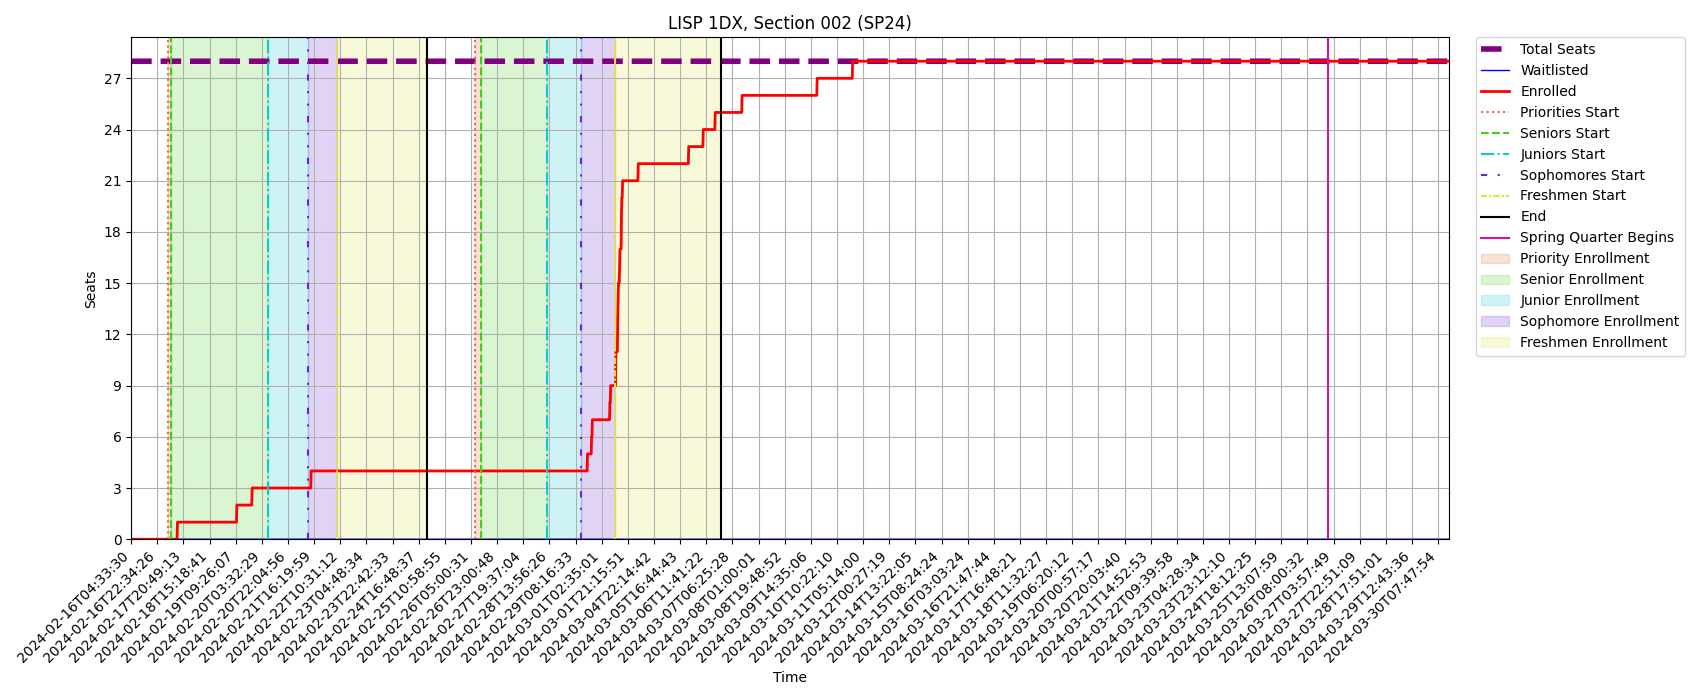 LISP 1DX, Section 002 (SP24)
Total Seats
Waitlisted
Enrolled
Priorities Start
Seniors Start
Juniors Start
Sophomores Start
Freshmen Start
End
Spring Quarter Begins
Priority Enrollment
Senior Enrollment
Junior Enrollment
Sophomore Enrollment
Freshmen Enrollment
Seats
27
24
21
18
15
12
9
6
3
0
2024-02-16T04:33:30
2024-02-16T22:34:26
2024-02-17T20:49:13
2024-02-18T15:18:41
2024-02-19T09:26:07
2024-02-20T03:32:29
2024-02-20T22:04:56
2024-02-21T16:19:59
2024-02-22T10:31:12
2024-02-23T04:48:34
2024-02-23T22:42:33
2024-02-24T16:48:37
2024-02-25T10:58:55
2024-02-26T05:00:31
2024-02-26T23:00:48
2024-02-27T19:37:04
2024-02-28T13:56:26
2024-02-29T08:16:33
2024-03-01T02:35:01
2024-03-01T21:15:51
2024-03-04T22:14:42
2024-03-05T16:44:43
2024-03-06T11:41:22
2024-03-07T06:25:28
2024-03-08T01:00:01
2024-03-08T19:48:52
2024-03-09T14:35:06
2024-03-10T10:22:10
2024-03-11T05:14:00
2024-03-12T00:27:19
2024-03-14T13:22:05
2024-03-15T08:24:24
2024-03-16T03:03:24
2024-03-16T21:47:44
2024-03-17T16:48:21
2024-03-18T11:32:27
2024-03-19T06:20:12
2024-03-20T00:57:17
2024-03-20T20:03:40
2024-03-21T14:52:53
2024-03-22T09:39:58
2024-03-23T04:28:34
2024-03-23T23:12:10
2024-03-24T18:12:25
2024-03-25T13:07:59
2024-03-26T08:00:32
2024-03-27T03:57:49
2024-03-27T22:51:09
2024-03-28T17:51:01
2024-03-29T12:43:36
2024-03-30T07:47:54
Time